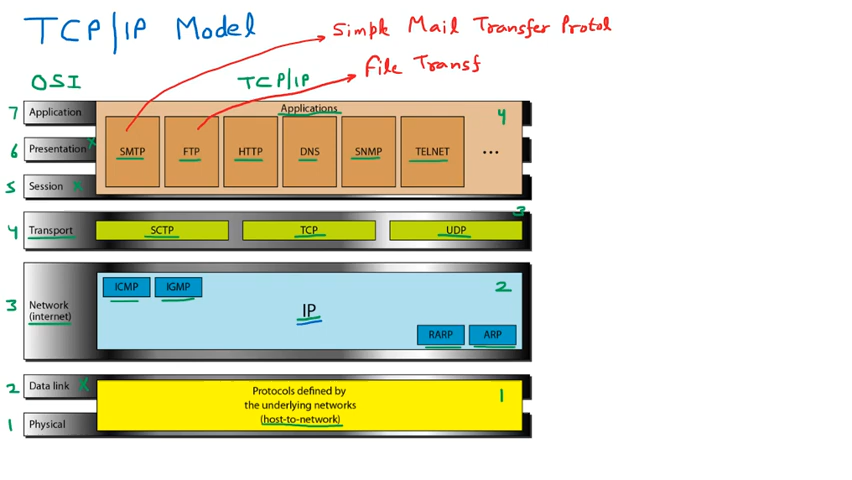 TCP/IP Model
Simple Mail Transfer Protol
File Transf
OSI
TCP/IP
7 Application
Applications
4
6 Presentation x
SMTP FTP HTTP DNS SNMP TELNET ...
5 Session x
3
4 Transport
SCTP TCP UDP
3 Network
(internet)
ICMP IGMP
2
IP
RARP ARP
2 Data link x
Protocols defined by
the underlying networks
(host-to-network)
1
1 Physical